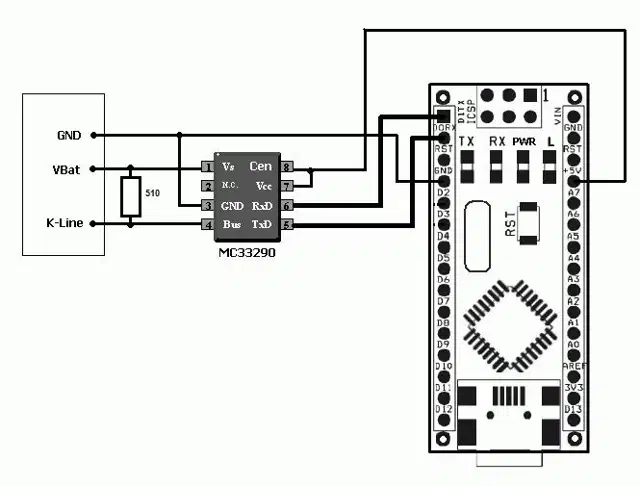 GND
VBat
K-Line
510
1 Vs Cen 8
2 N.C. Vcc 7
3 GND RxD 6
4 Bus TxD 5
MC33290
1
D1TX
ICSP
VIN
D0RX
GND
TX RX PWR L
RST
RST
GND
+5V
D2
A7
D3
A6
RST
D4
A5
D5
A4
D6
A3
D7
A2
D8
A1
D9
A0
D10
AREF
D11
3V3
D12
D13